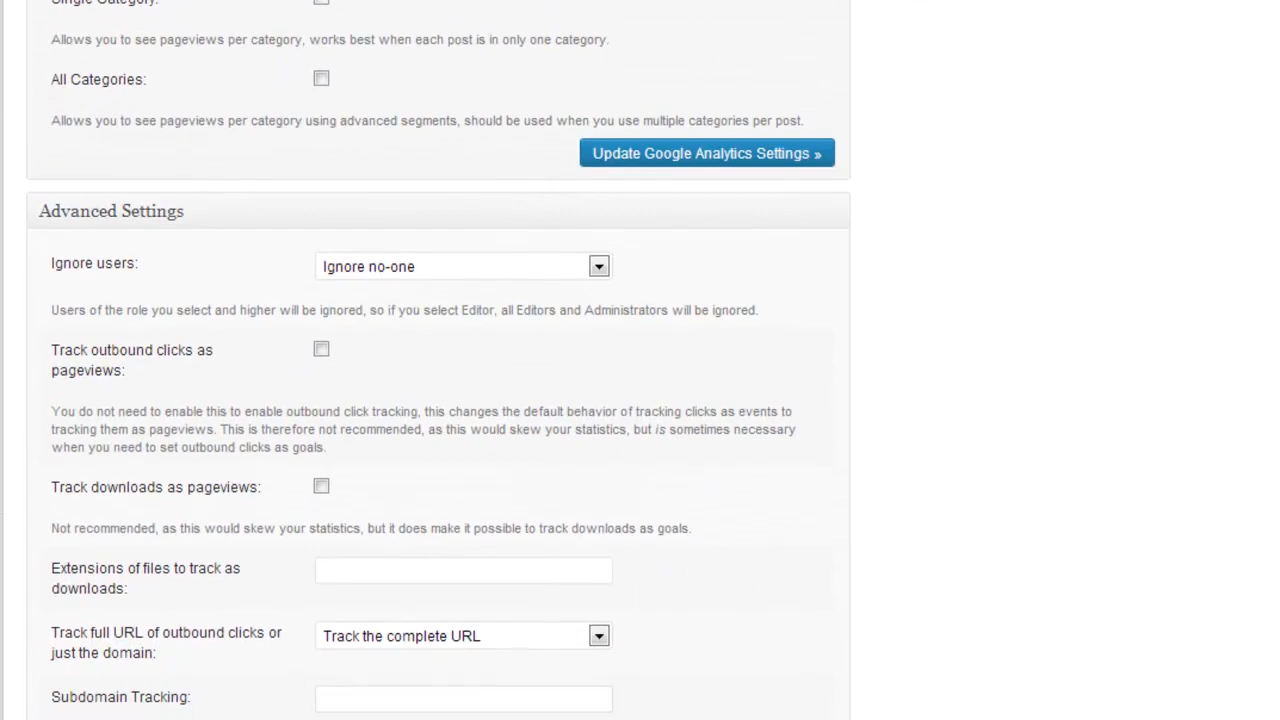 Single Category:
Allows you to see pageviews per category, works best when each post is in only one category.
All Categories:
Allows you to see pageviews per category using advanced segments, should be used when you use multiple categories per post.
Update Google Analytics Settings »
Advanced Settings
Ignore users:
Ignore no-one
Users of the role you select and higher will be ignored, so if you select Editor, all Editors and Administrators will be ignored.
Track outbound clicks as
pageviews:
You do not need to enable this to enable outbound click tracking, this changes the default behavior of tracking clicks as events to
tracking them as pageviews. This is therefore not recommended, as this would skew your statistics, but is sometimes necessary
when you need to set outbound clicks as goals.
Track downloads as pageviews:
Not recommended, as this would skew your statistics, but it does make it possible to track downloads as goals.
Extensions of files to track as
downloads:
Track full URL of outbound clicks or
just the domain:
Track the complete URL
Subdomain Tracking: